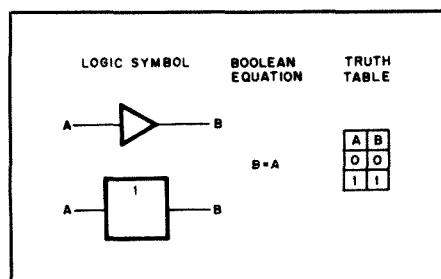 LOGIC SYMBOL BOOLEAN EQUATION TRUTH TABLE
A B
B=A
A B
0 0
1 1
A 1 B